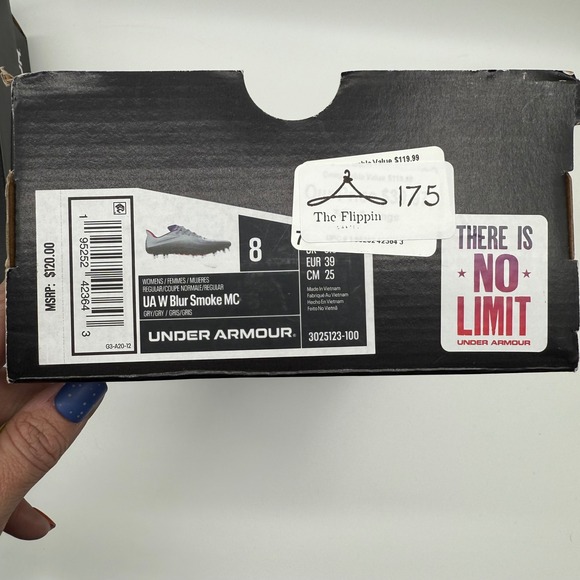 MSRP: $120.00
1 95252 42364 3
G3-A20-12
8
WOMENS / FEMMES / MUJERES
REGULAR/COUPE NORMALE/REGULAR
UA W Blur Smoke MC
GRY/GRY / GRIS/GRIS
UNDER ARMOUR
7
EUR 39
CM 25
Made in Vietnam
Fabriqué Au Vietnam
Hecho En Vietnam
Feito No Vietnã
3025123-100
Value $119.99
The Flippin
175
42364 3
THERE IS
NO
LIMIT
UNDER ARMOUR